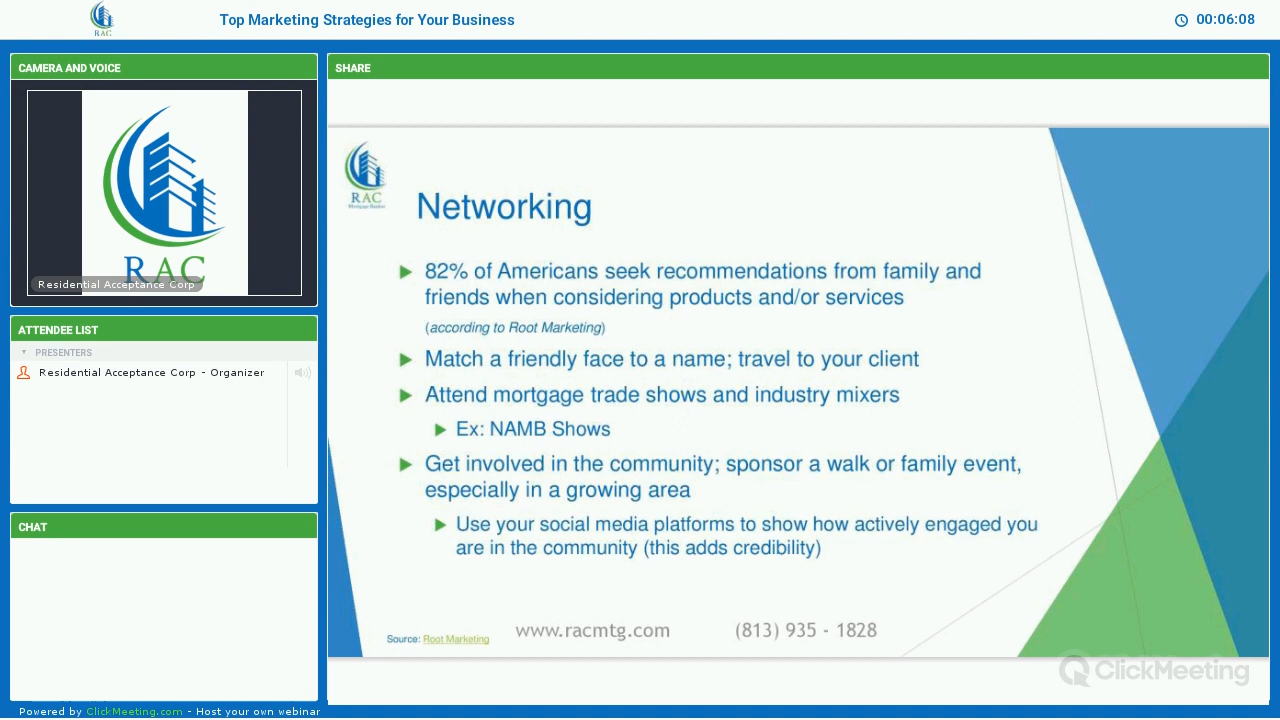 RAC
Top Marketing Strategies for Your Business
00:06:08
CAMERA AND VOICE
RAC
Residential Acceptance Corp
ATTENDEE LIST
PRESENTERS
Residential Acceptance Corp - Organizer
CHAT
SHARE
RAC
Mortgage Banker
Networking
82% of Americans seek recommendations from family and
friends when considering products and/or services
(according to Root Marketing)
Match a friendly face to a name; travel to your client
Attend mortgage trade shows and industry mixers
Ex: NAMB Shows
Get involved in the community; sponsor a walk or family event,
especially in a growing area
Use your social media platforms to show how actively engaged you
are in the community (this adds credibility)
Source: Root Marketing
www.racmtg.com (813) 935 - 1828
ClickMeeting
Powered by ClickMeeting.com - Host your own webinar